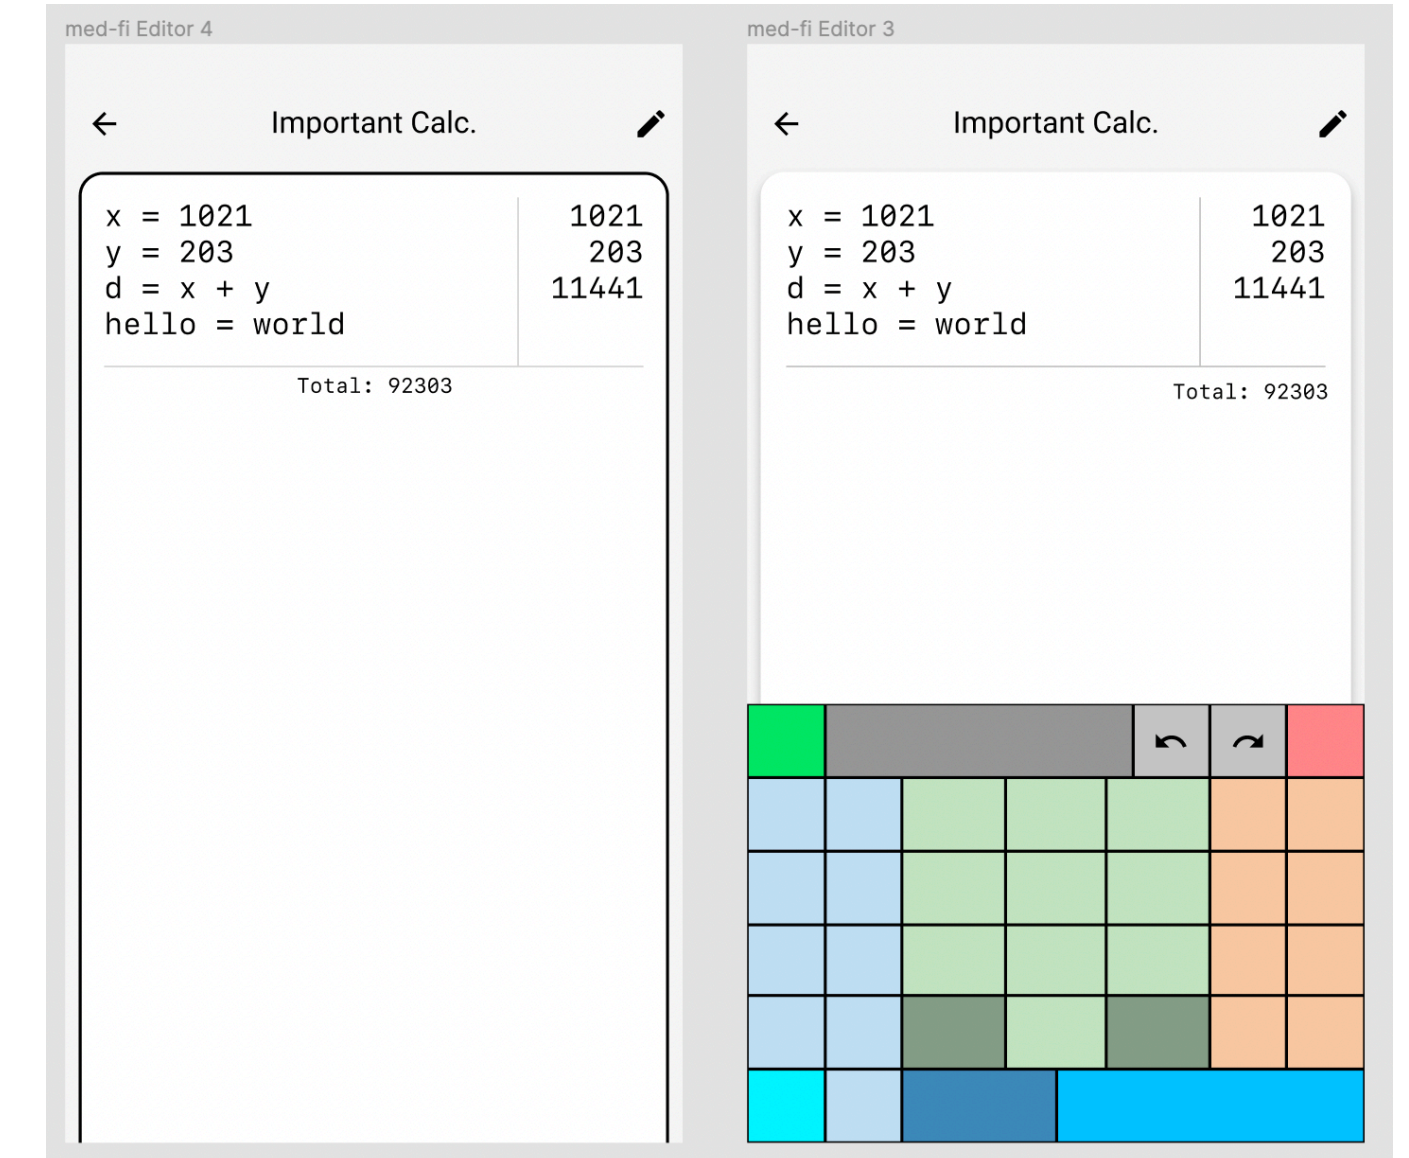 med-fi Editor 4
Important Calc.
x = 1021 1021
y = 203 203
d = x + y 11441
hello = world
Total: 92303
med-fi Editor 3
Important Calc.
x = 1021 1021
y = 203 203
d = x + y 11441
hello = world
Total: 92303